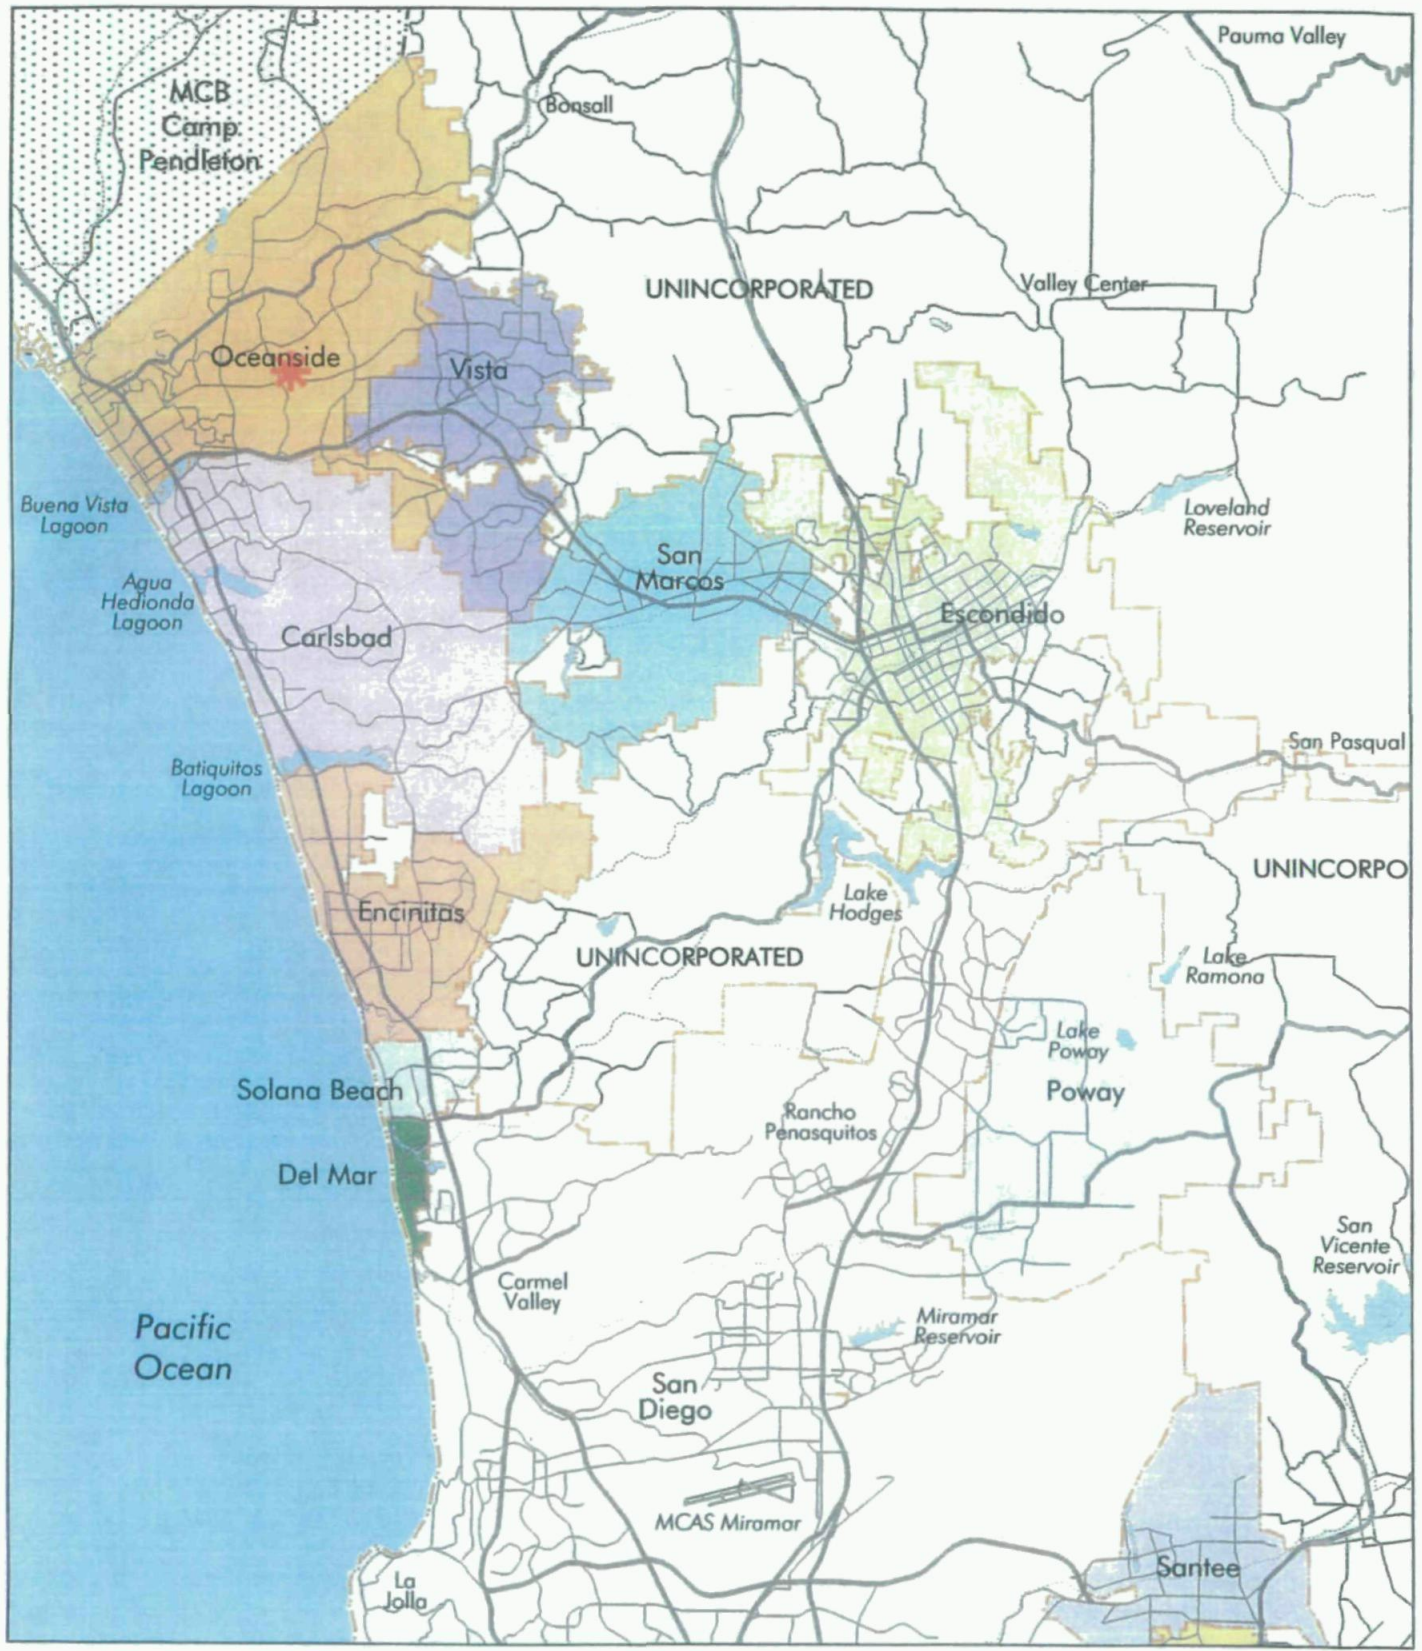 Pauma Valley
MCB
Camp
Pendleton
Bonsall
UNINCORPORATED
Valley Center
Oceanside
Vista
Buena Vista
Lagoon
Loveland
Reservoir
San
Marcos
Agua
Hedionda
Lagoon
Escondido
Carlsbad
San Pasqual
Batiquitos
Lagoon
UNINCORPO
Lake
Hodges
Encinitas
UNINCORPORATED
Lake
Ramona
Lake
Poway
Solana Beach
Poway
Rancho
Penasquitos
Del Mar
San
Vicente
Reservoir
Carmel
Valley
Pacific
Ocean
Miramar
Reservoir
San
Diego
MCAS Miramar
Santee
La
Jolla